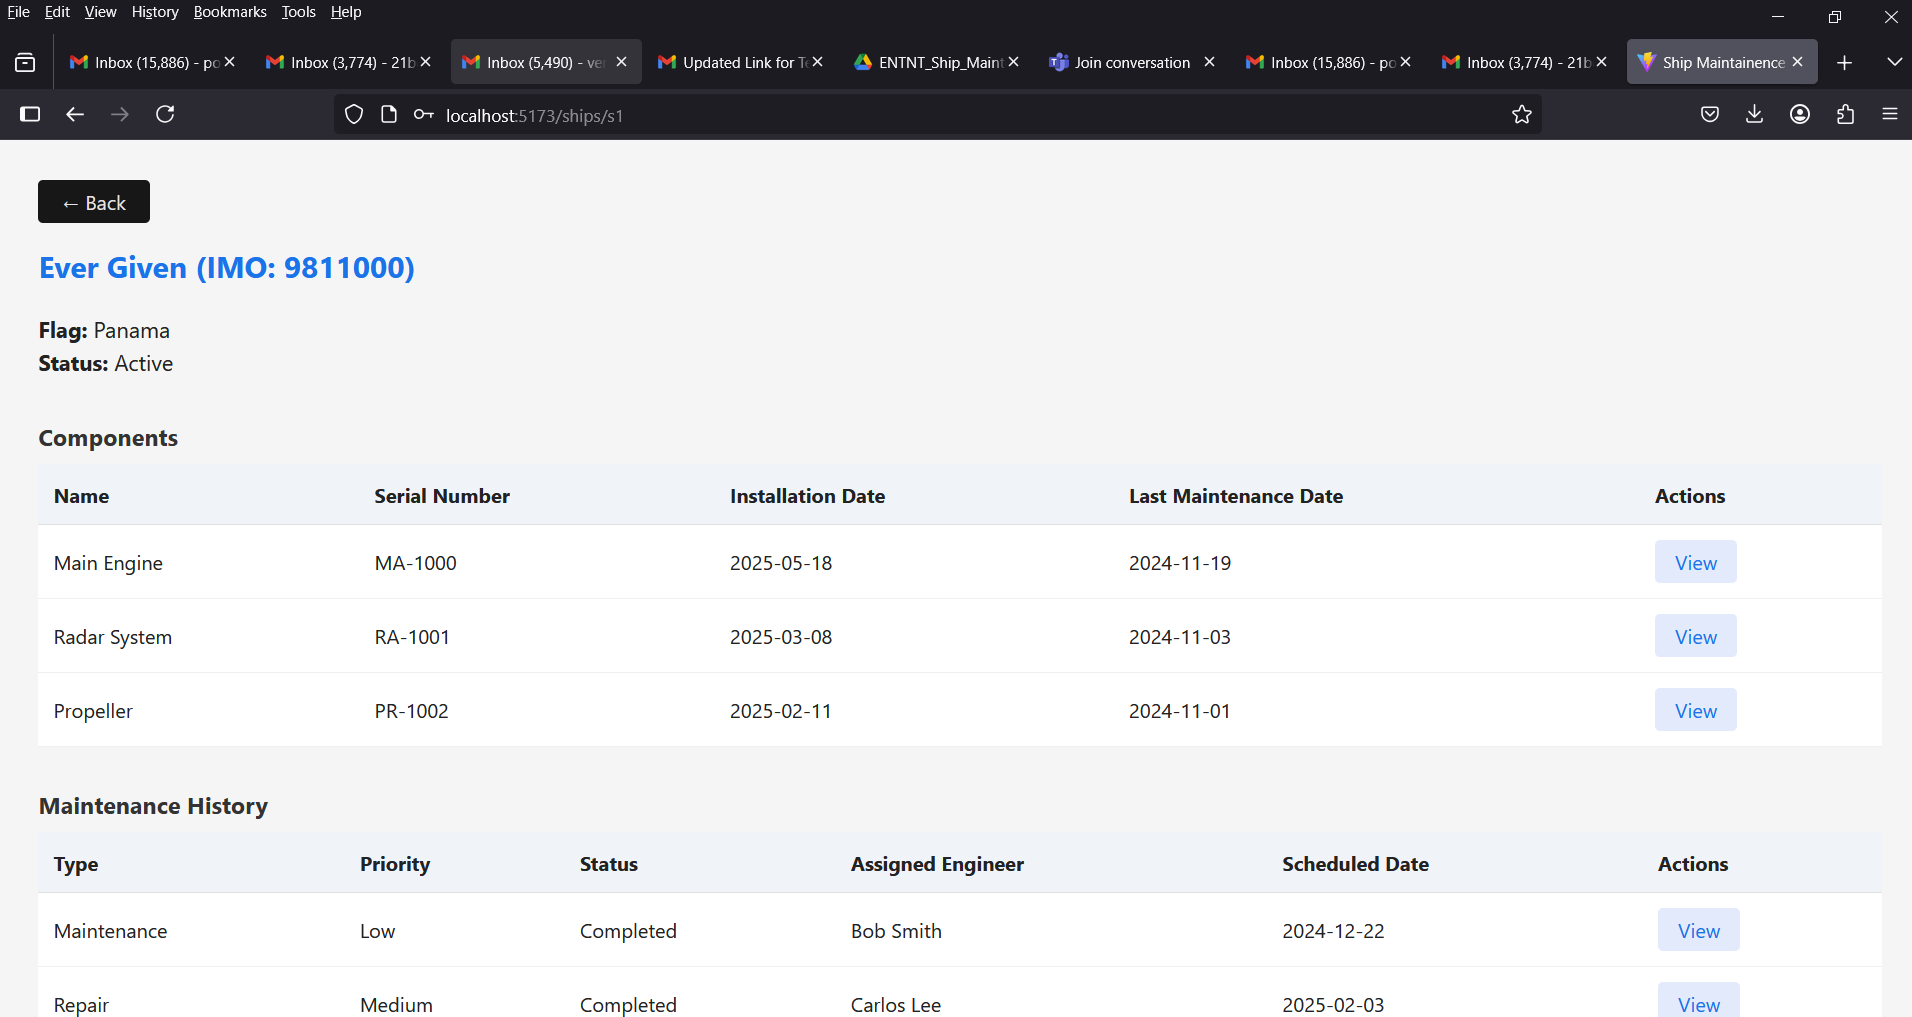 File Edit View History Bookmarks Tools Help
Inbox (15,886) - po Inbox (3,774) - 21b Inbox (5,490) - ver Updated Link for Te ENTNT_Ship_Maint Join conversation Inbox (15,886) - po Inbox (3,774) - 21b Ship Maintainence
localhost:5173/ships/s1
← Back
Ever Given (IMO: 9811000)
Flag: Panama
Status: Active
Components
Name Serial Number Installation Date Last Maintenance Date Actions
Main Engine MA-1000 2025-05-18 2024-11-19 View
Radar System RA-1001 2025-03-08 2024-11-03 View
Propeller PR-1002 2025-02-11 2024-11-01 View
Maintenance History
Type Priority Status Assigned Engineer Scheduled Date Actions
Maintenance Low Completed Bob Smith 2024-12-22 View
Repair Medium Completed Carlos Lee 2025-02-03 View